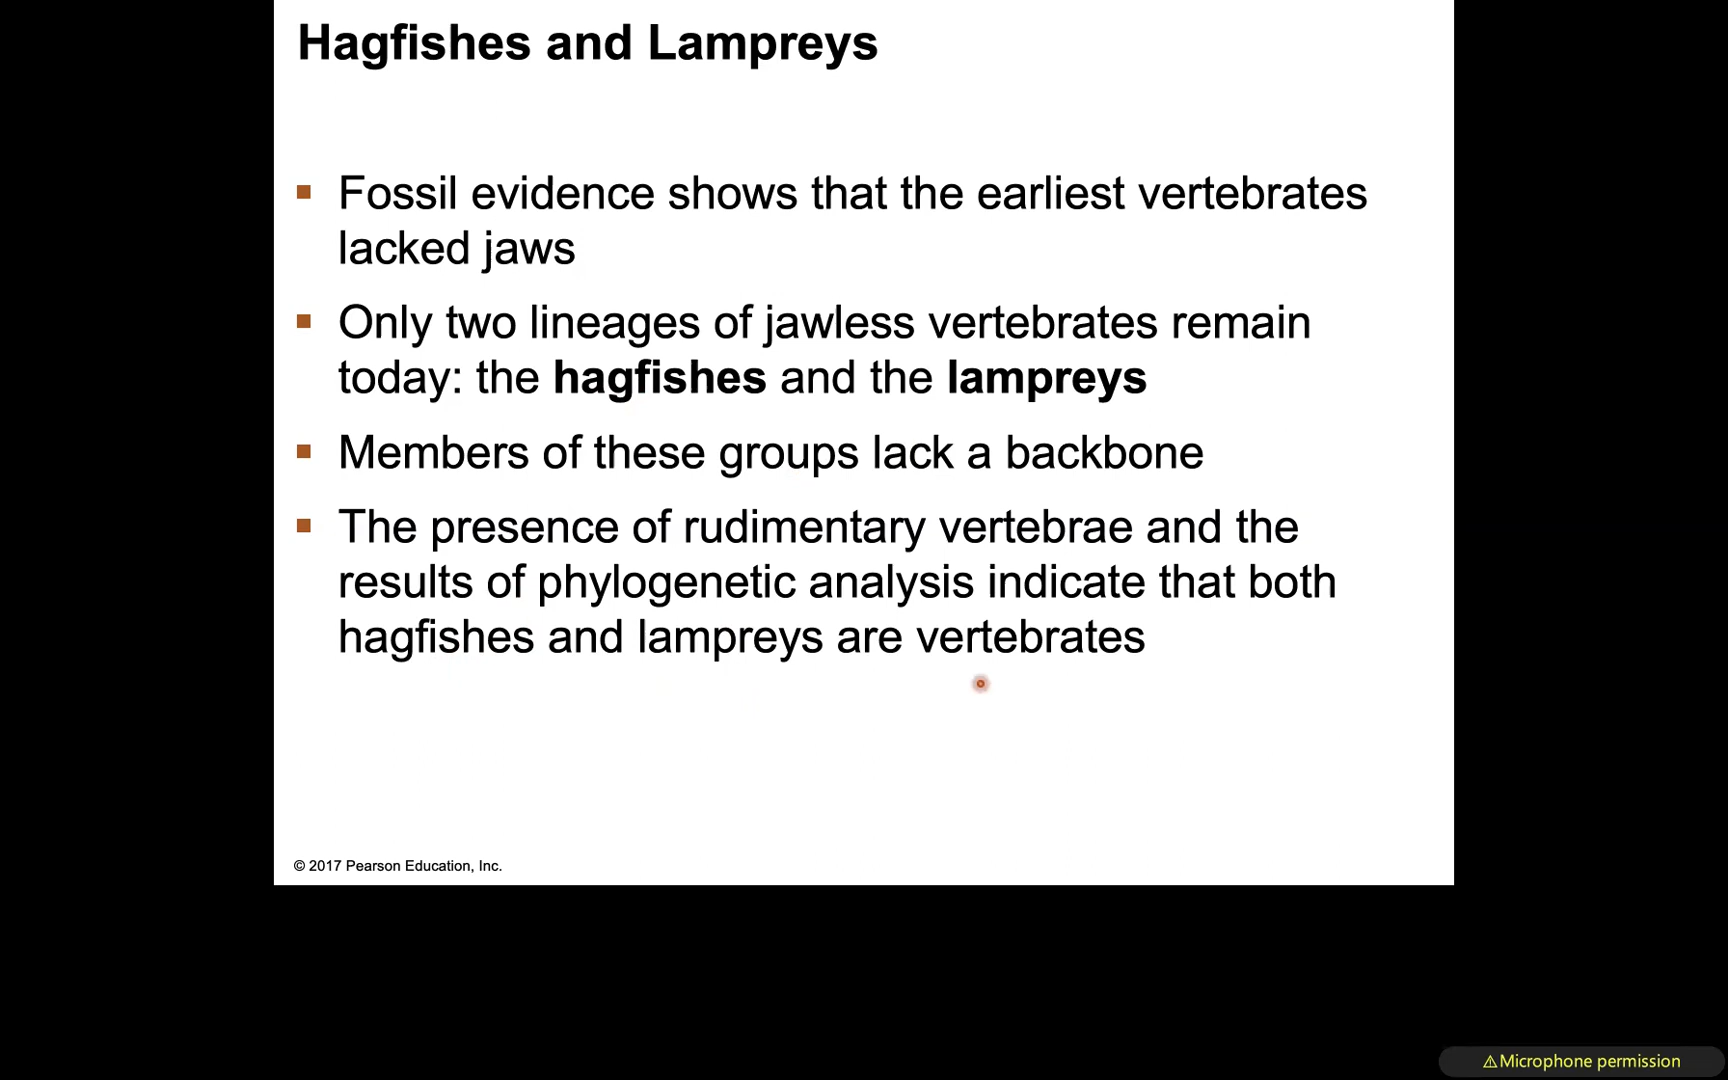 Hagfishes and Lampreys
Fossil evidence shows that the earliest vertebrates
lacked jaws
Only two lineages of jawless vertebrates remain
today: the hagfishes and the lampreys
Members of these groups lack a backbone
The presence of rudimentary vertebrae and the
results of phylogenetic analysis indicate that both
hagfishes and lampreys are vertebrates
© 2017 Pearson Education, Inc.
⚠Microphone permission